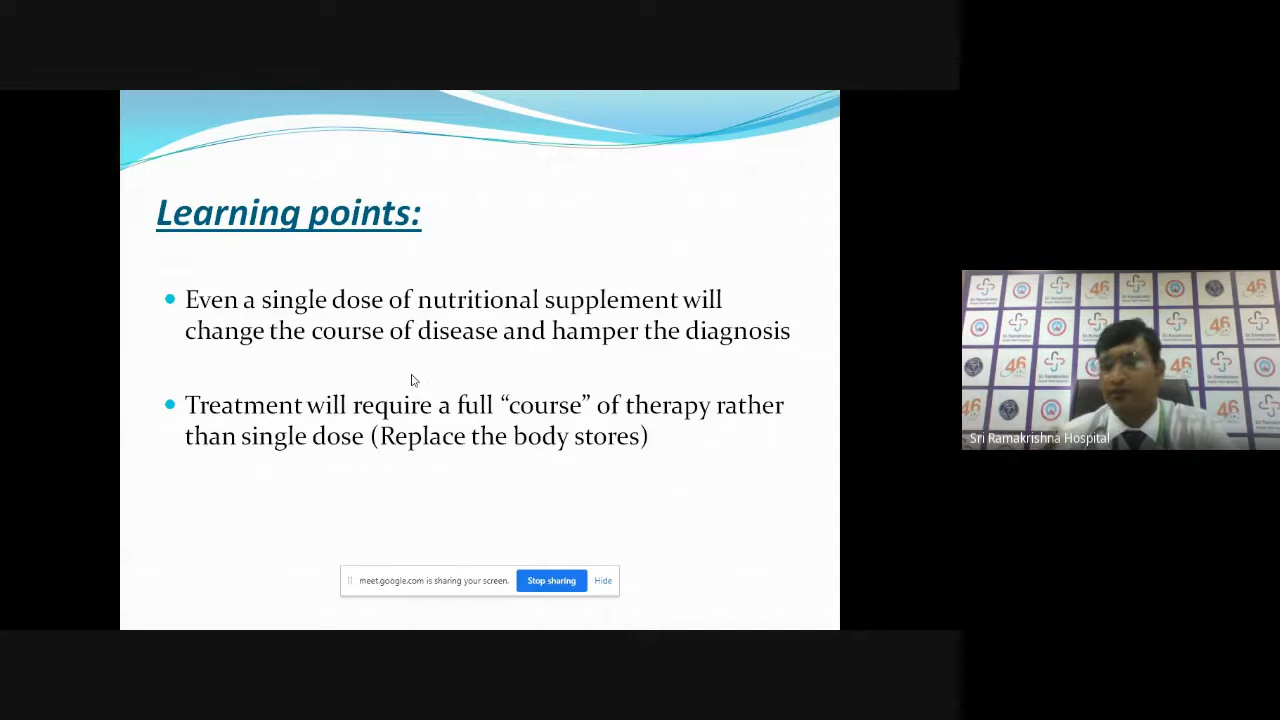 Learning points:
Even a single dose of nutritional supplement will
change the course of disease and hamper the diagnosis
Treatment will require a full “course” of therapy rather
than single dose (Replace the body stores)
meet.google.com is sharing your screen.
Stop sharing
Hide
Sri Ramakrishna Hospital